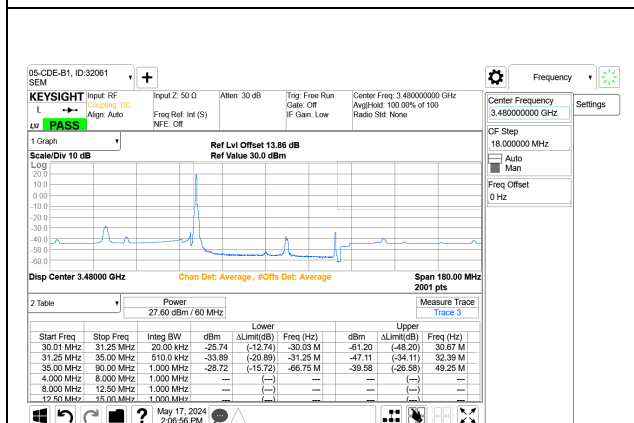 05-CDE-B1, ID:32061
SEM
Frequency
KEYSIGHT Input: RF Input Z: 50 Ω Atten: 30 dB Trig: Free Run Center Freq: 3.480000000 GHz
L Coupling: DC Gate: Off Avg|Hold: 100.00% of 100
Align: Auto Freq Ref: Int (S) IF Gain: Low Radio Std: None
LXI PASS NFE: Off
Center Frequency
3.480000000 GHz
Settings
CF Step
18.000000 MHz
Auto
Man
Freq Offset
0 Hz
1 Graph
Ref Lvl Offset 13.86 dB
Scale/Div 10 dB Ref Value 30.0 dBm
Log
20.0
10.0
0.00
-10.0
-20.0
-30.0
-40.0
-50.0
-60.0
Disp Center 3.48000 GHz Chan Det: Average, #Offs Det: Average Span 180.00 MHz
2001 pts
2 Table Power Measure Trace
27.60 dBm / 60 MHz Trace 3
Lower Upper
Start Freq Stop Freq Integ BW dBm ΔLimit(dB) Freq (Hz) dBm ΔLimit(dB) Freq (Hz)
30.01 MHz 31.25 MHz 20.00 kHz -25.74 (-12.74) -30.03 M -61.20 (-48.20) 30.67 M
31.25 MHz 35.00 MHz 510.0 kHz -33.89 (-20.89) -31.25 M -47.11 (-34.11) 32.39 M
35.00 MHz 90.00 MHz 1.000 MHz -28.72 (-15.72) -66.75 M -39.58 (-26.58) 49.25 M
4.000 MHz 8.000 MHz 1.000 MHz --- (---) --- --- (---) ---
8.000 MHz 12.50 MHz 1.000 MHz --- (---) --- --- (---) ---
12.50 MHz 15.00 MHz 1.000 MHz --- (---) --- --- (---) ---
? May 17, 2024
2:06:56 PM